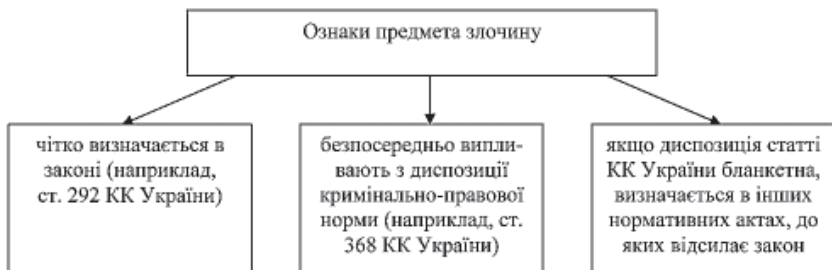 Ознаки предмета злочину
чітко визначається в
законі (наприклад,
ст. 292 КК України)
безпосередньо випли-
вають з диспозиції
кримінально-правової
норми (наприклад, ст.
368 КК України)
якщо диспозиція статті
КК України бланкетна,
визначається в інших
нормативних актах, до
яких відсилає закон